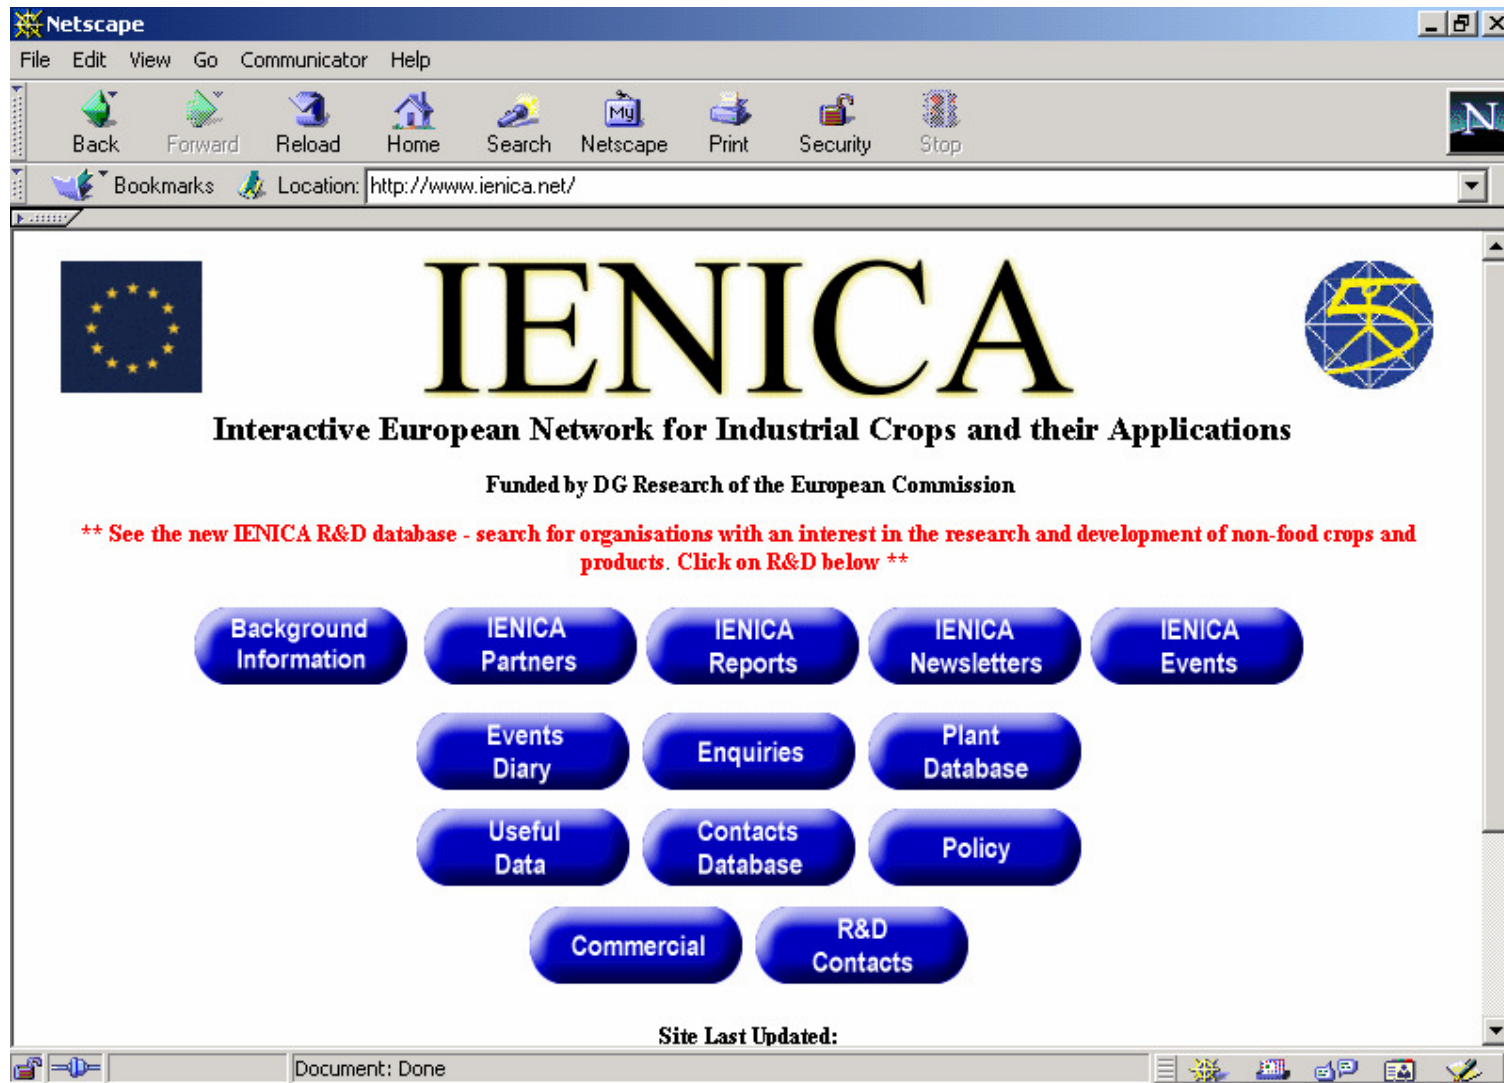 Netscape
File Edit View Go Communicator Help
My
N
Back Forward Reload Home Search Netscape Print Security Stop
Bookmarks Location: http://www.ienica.net/
IENICA
5
Interactive European Network for Industrial Crops and their Applications
Funded by DG Research of the European Commission
** See the new IENICA R&D database - search for organisations with an interest in the research and development of non-food crops and
products. Click on R&D below **
Background
Information
IENICA
Partners
IENICA
Reports
IENICA
Newsletters
IENICA
Events
Events
Diary
Enquiries
Plant
Database
Useful
Data
Contacts
Database
Policy
Commercial
R&D
Contacts
Site Last Updated:
Document: Done